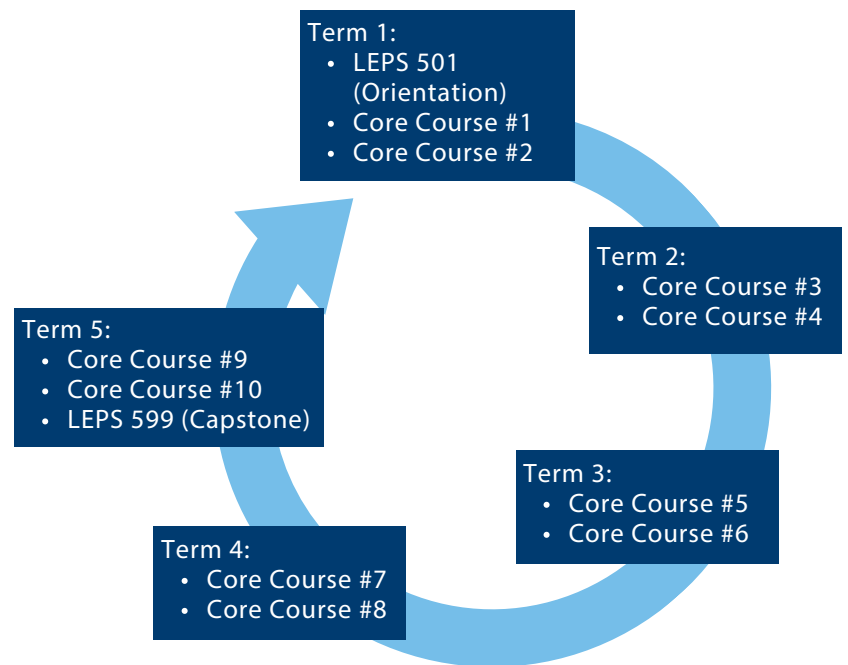 Term 1:
• LEPS 501
(Orientation)
• Core Course #1
• Core Course #2
Term 2:
• Core Course #3
• Core Course #4
Term 3:
• Core Course #5
• Core Course #6
Term 4:
• Core Course #7
• Core Course #8
Term 5:
• Core Course #9
• Core Course #10
• LEPS 599 (Capstone)